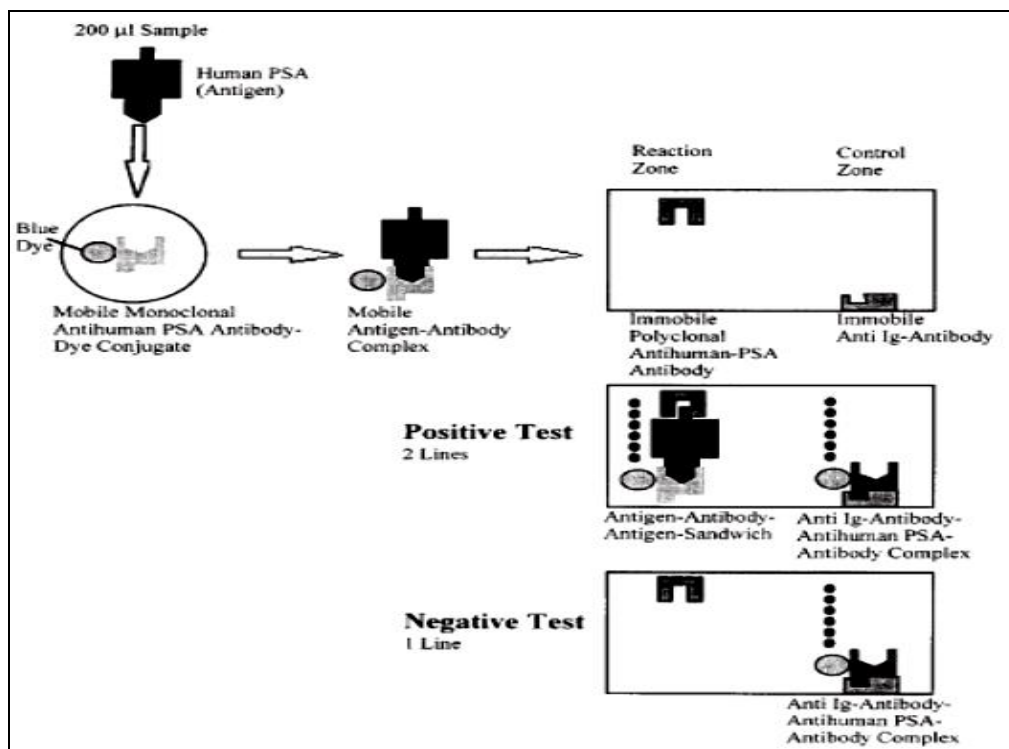 200 µl Sample
Human PSA
(Antigen)
Blue
Dye
Mobile Monoclonal
Antihuman PSA Antibody-
Dye Conjugate
Mobile
Antigen-Antibody
Complex
Reaction
Zone
Control
Zone
Immobile
Polyclonal
Antihuman-PSA
Antibody
Immobile
Anti Ig-Antibody
Positive Test
2 Lines
Antigen-Antibody-
Antigen-Sandwich
Anti Ig-Antibody-
Antihuman PSA-
Antibody Complex
Negative Test
1 Line
Anti Ig-Antibody-
Antihuman PSA-
Antibody Complex